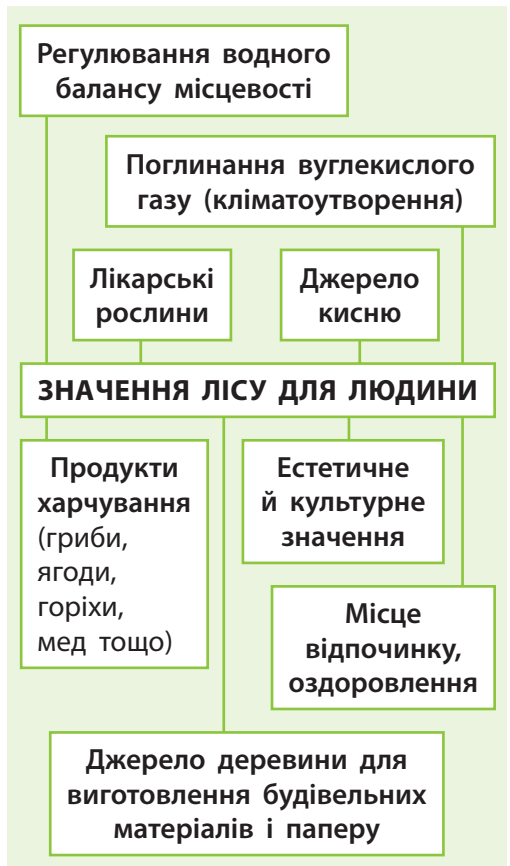 Регулювання водного
балансу місцевості
Поглинання вуглекислого
газу (кліматоутворення)
Лікарські
рослини
Джерело
кисню
ЗНАЧЕННЯ ЛІСУ ДЛЯ ЛЮДИНИ
Продукти
харчування
(гриби,
ягоди,
горіхи,
мед тощо)
Естетичне
й культурне
значення
Місце
відпочинку,
оздоровлення
Джерело деревини для
виготовлення будівельних
матеріалів і паперу